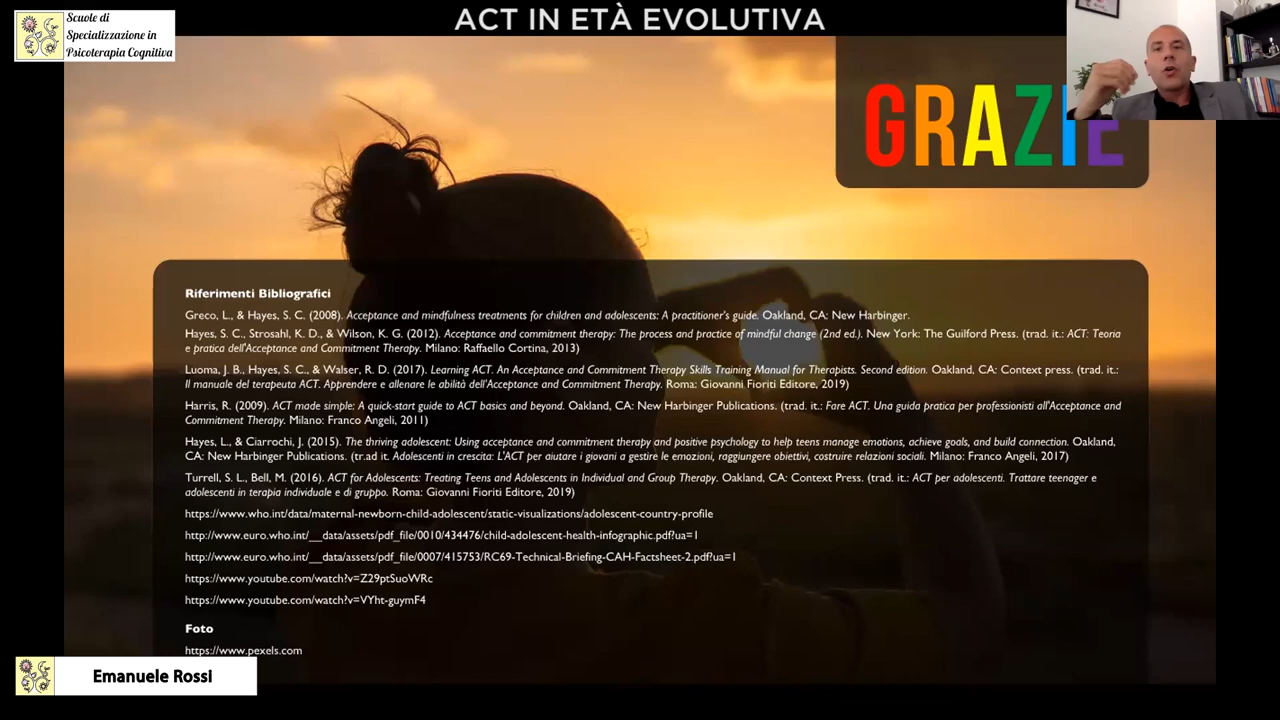 Scuole di
Specializzazione in
Psicoterapia Cognitiva
ACT IN ETÀ EVOLUTIVA
GRAZIE
Riferimenti Bibliografici
Greco, L., & Hayes, S. C. (2008). Acceptance and mindfulness treatments for children and adolescents: A practitioner's guide. Oakland, CA: New Harbinger.
Hayes, S. C., Strosahl, K. D., & Wilson, K. G. (2012). Acceptance and commitment therapy: The process and practice of mindful change (2nd ed.). New York: The Guilford Press. (trad. it.: ACT: Teoria
e pratica dell'Acceptance and Commitment Therapy. Milano: Raffaello Cortina, 2013)
Luoma, J. B., Hayes, S. C., & Walser, R. D. (2017). Learning ACT. An Acceptance and Commitment Therapy Skills Training Manual for Therapists. Second edition. Oakland, CA: Context press. (trad. it.:
Il manuale del terapeuta ACT. Apprendere e allenare le abilità dell'Acceptance and Commitment Therapy. Roma: Giovanni Fioriti Editore, 2019)
Harris, R. (2009). ACT made simple: A quick-start guide to ACT basics and beyond. Oakland, CA: New Harbinger Publications. (trad. it.: Fare ACT. Una guida pratica per professionisti all'Acceptance and
Commitment Therapy. Milano: Franco Angeli, 2011)
Hayes, L., & Ciarrochi, J. (2015). The thriving adolescent: Using acceptance and commitment therapy and positive psychology to help teens manage emotions, achieve goals, and build connection. Oakland,
CA: New Harbinger Publications. (tr.ad it. Adolescenti in crescita: L'ACT per aiutare i giovani a gestire le emozioni, raggiungere obiettivi, costruire relazioni sociali. Milano: Franco Angeli, 2017)
Turrell, S. L., Bell, M. (2016). ACT for Adolescents: Treating Teens and Adolescents in Individual and Group Therapy. Oakland, CA: Context Press. (trad. it.: ACT per adolescenti. Trattare teenager e
adolescenti in terapia individuale e di gruppo. Roma: Giovanni Fioriti Editore, 2019)
https://www.who.int/data/maternal-newborn-child-adolescent/static-visualizations/adolescent-country-profile
http://www.euro.who.int/__data/assets/pdf_file/0010/434476/child-adolescent-health-infographic.pdf?ua=1
http://www.euro.who.int/__data/assets/pdf_file/0007/415753/RC69-Technical-Briefing-CAH-Factsheet-2.pdf?ua=1
https://www.youtube.com/watch?v=Z29ptSuoWRc
https://www.youtube.com/watch?v=VYht-guymF4
Foto
https://www.pexels.com
Emanuele Rossi